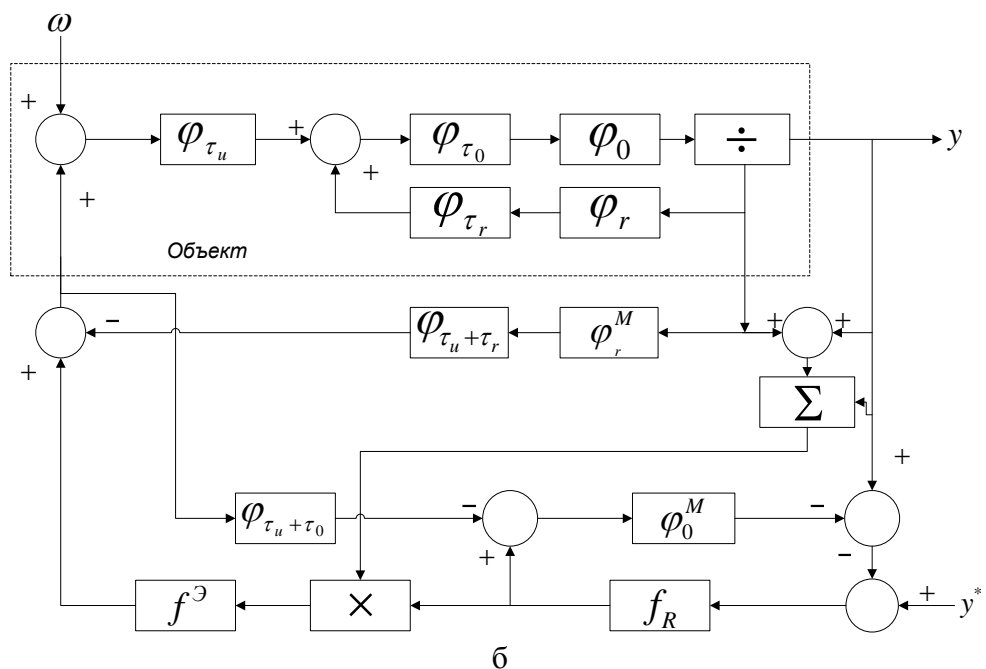 ω
+
φ_{τ_u}
+
φ_{τ_0}
φ_0
÷
y
+
+
φ_{τ_r}
φ_r
Объект
−
φ_{τ_u+τ_r}
φ_r^M
+
+
+
Σ
+
φ_{τ_u+τ_0}
−
φ_0^M
−
+
−
f^Э
×
f_R
+
y*
б